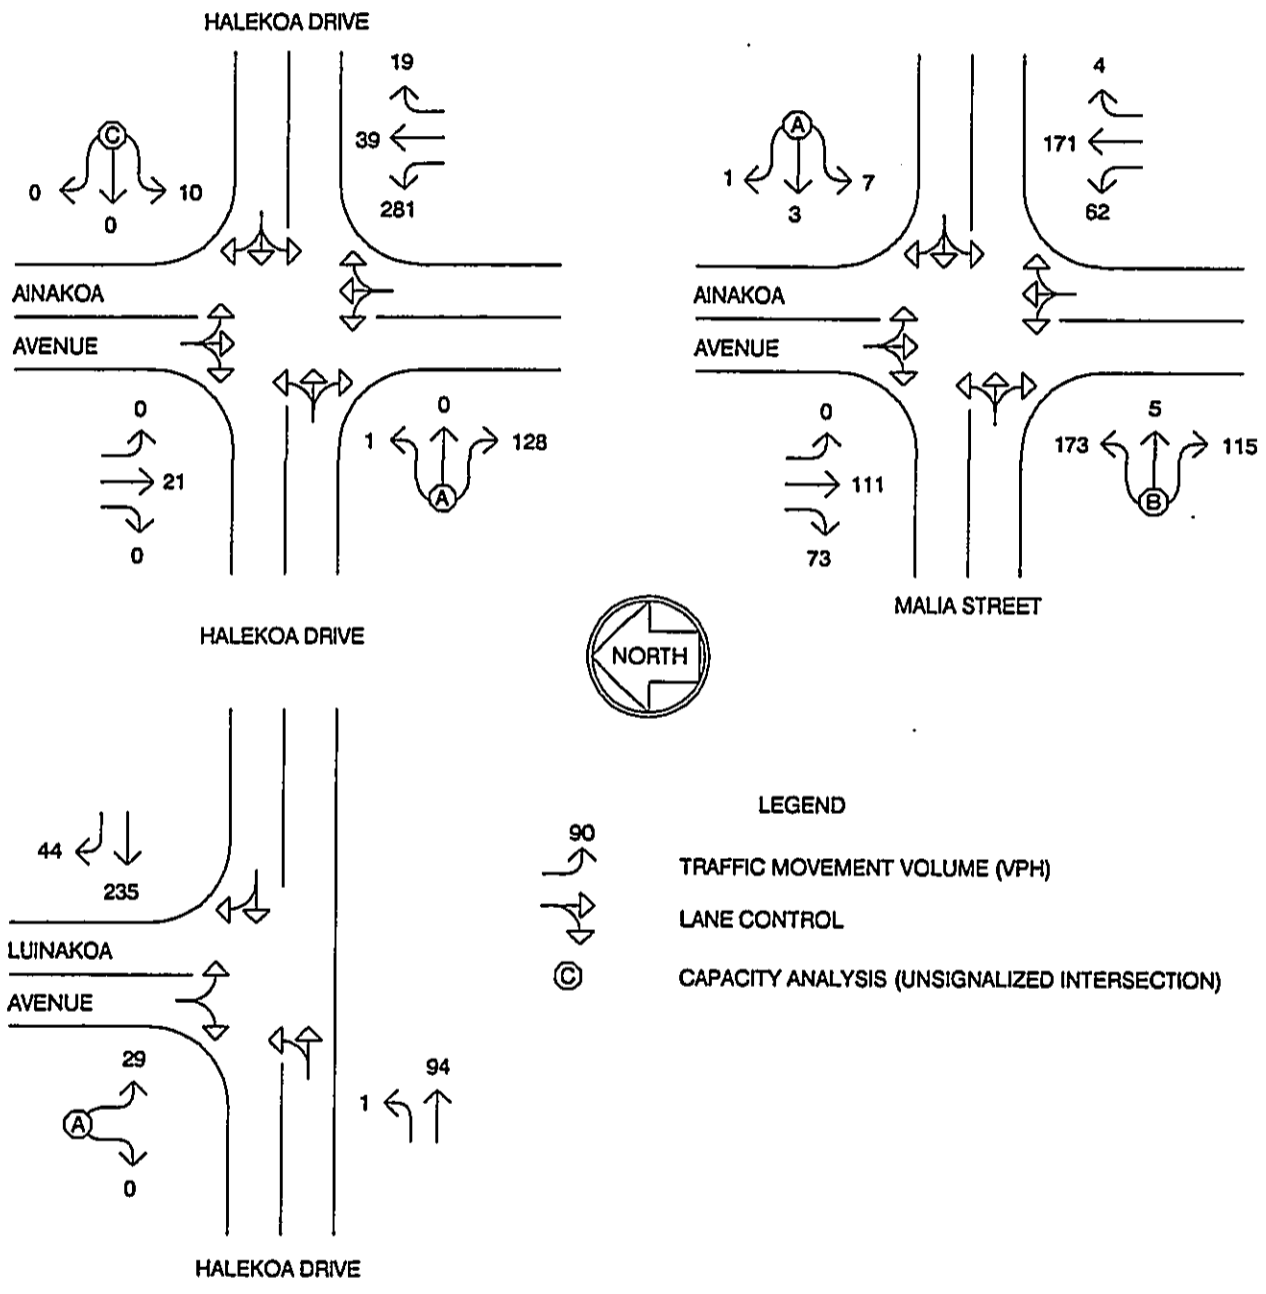 HALEKOA DRIVE
19
39
281
C
0
10
0
AINAKOA
AVENUE
0
21
0
0
1
128
A
HALEKOA DRIVE
4
171
62
A
1
7
3
AINAKOA
AVENUE
0
111
73
5
173
115
B
MALIA STREET
NORTH
44
235
LUINAKOA
AVENUE
29
A
0
94
1
HALEKOA DRIVE
LEGEND
90
TRAFFIC MOVEMENT VOLUME (VPH)
LANE CONTROL
C
CAPACITY ANALYSIS (UNSIGNALIZED INTERSECTION)